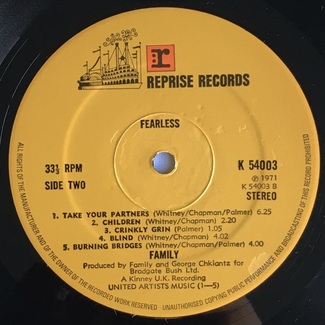 r
REPRISE RECORDS
FEARLESS
33⅓ RPM
SIDE TWO
K 54003
℗ 1971
K 54003 B
STEREO
1. TAKE YOUR PARTNERS (Whitney/Chapman/Palmer) 6.25
2. CHILDREN (Whitney/Chapman) 2.20
3. CRINKLY GRIN (Palmer) 1.05
4. BLIND (Whitney/Chapman) 4.02
5. BURNING BRIDGES (Whitney/Chapman/Palmer) 4.00
FAMILY
Produced by Family and George Chkiantz for
Bradgate Bush Ltd.
A Kinney U.K. Recording
UNITED ARTISTS MUSIC (1—5)
ALL RIGHTS OF THE MANUFACTURER AND OF THE OWNER OF THE RECORDED WORK RESERVED · UNAUTHORISED COPYING PUBLIC PERFORMANCE AND BROADCASTING OF THIS RECORD PROHIBITED